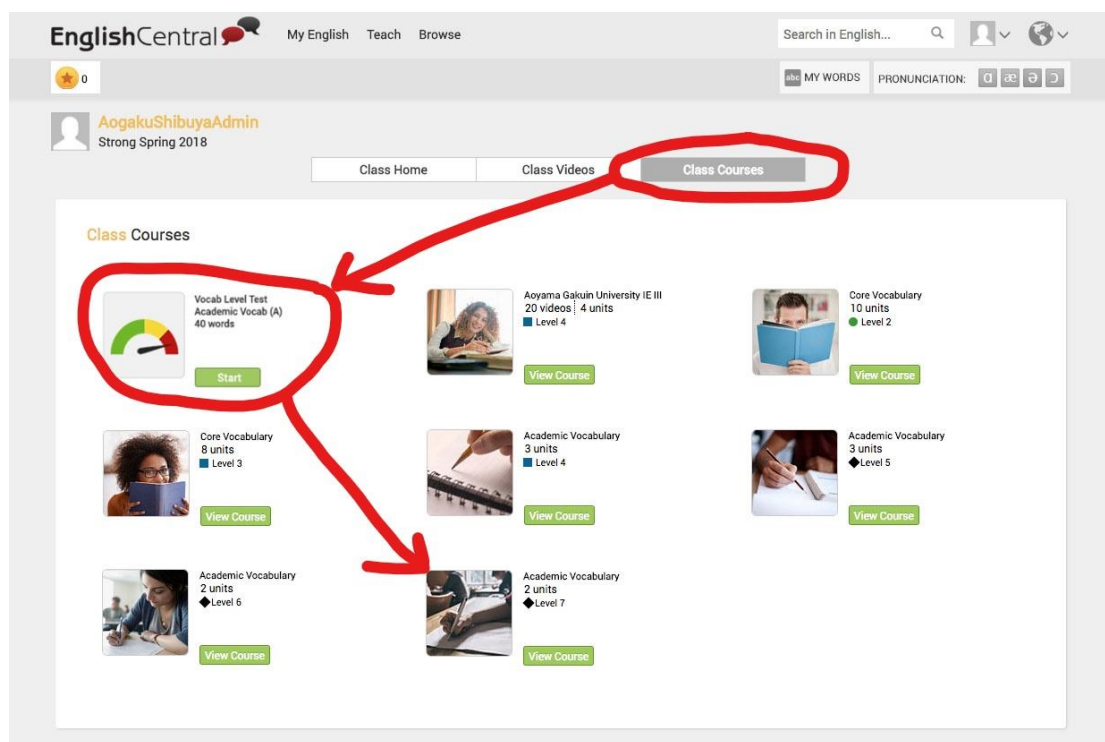 EnglishCentral My English Teach Browse Search in English...
0 abc MY WORDS PRONUNCIATION: ɑ æ ə ɔ
AogakuShibuyaAdmin
Strong Spring 2018
Class Home Class Videos Class Courses
Class Courses
Vocab Level Test
Academic Vocab (A)
40 words
Start
Aoyama Gakuin University IE III
20 videos 4 units
Level 4
View Course
Core Vocabulary
10 units
Level 2
View Course
Core Vocabulary
8 units
Level 3
View Course
Academic Vocabulary
3 units
Level 4
View Course
Academic Vocabulary
3 units
Level 5
View Course
Academic Vocabulary
2 units
Level 6
View Course
Academic Vocabulary
2 units
Level 7
View Course